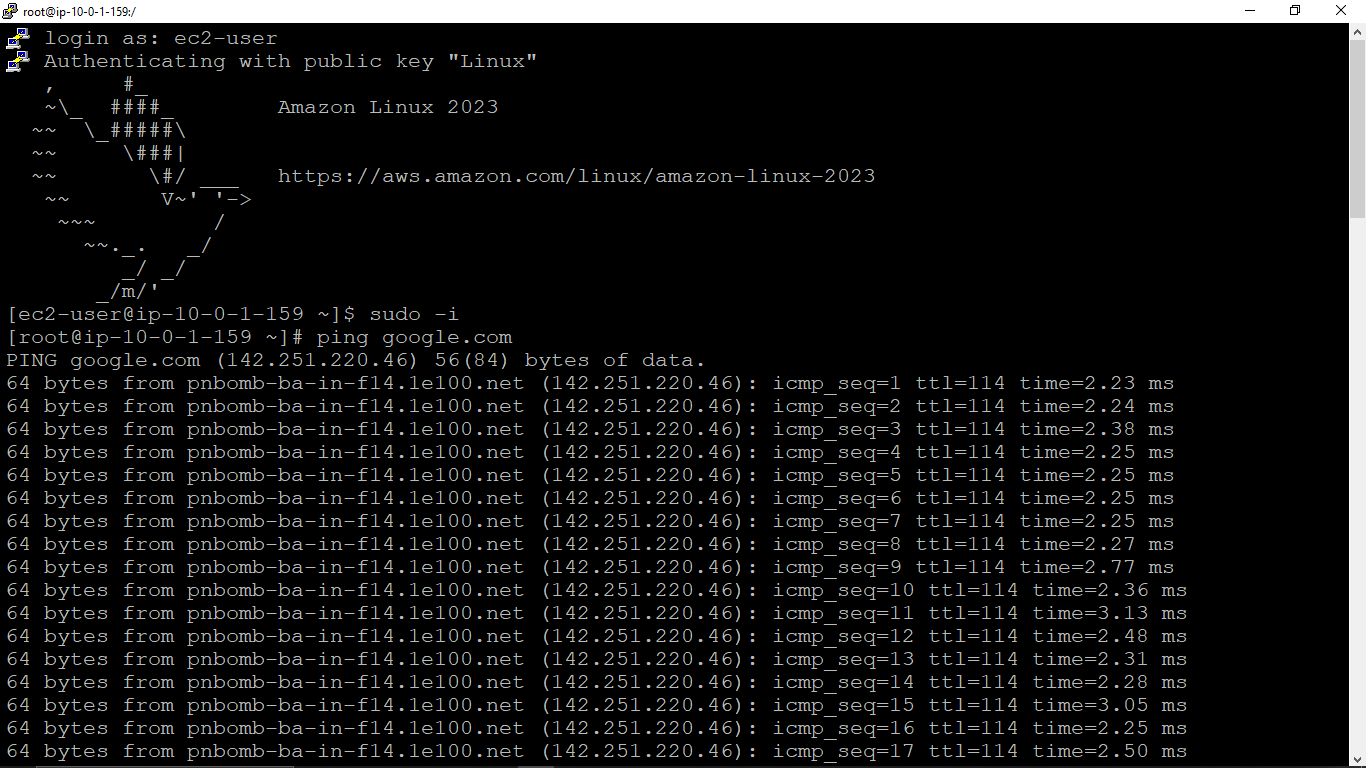 root@ip-10-0-1-159:/
login as: ec2-user
Authenticating with public key "Linux"
   ,     #_
   ~\_  ####_        Amazon Linux 2023
  ~~  \_#####\
  ~~     \###|
  ~~       \#/ ___   https://aws.amazon.com/linux/amazon-linux-2023
   ~~       V~' '->
    ~~~         /
      ~~._.   _/
         _/ _/
       _/m/'
[ec2-user@ip-10-0-1-159 ~]$ sudo -i
[root@ip-10-0-1-159 ~]# ping google.com
PING google.com (142.251.220.46) 56(84) bytes of data.
64 bytes from pnbomb-ba-in-f14.1e100.net (142.251.220.46): icmp_seq=1 ttl=114 time=2.23 ms
64 bytes from pnbomb-ba-in-f14.1e100.net (142.251.220.46): icmp_seq=2 ttl=114 time=2.24 ms
64 bytes from pnbomb-ba-in-f14.1e100.net (142.251.220.46): icmp_seq=3 ttl=114 time=2.38 ms
64 bytes from pnbomb-ba-in-f14.1e100.net (142.251.220.46): icmp_seq=4 ttl=114 time=2.25 ms
64 bytes from pnbomb-ba-in-f14.1e100.net (142.251.220.46): icmp_seq=5 ttl=114 time=2.25 ms
64 bytes from pnbomb-ba-in-f14.1e100.net (142.251.220.46): icmp_seq=6 ttl=114 time=2.25 ms
64 bytes from pnbomb-ba-in-f14.1e100.net (142.251.220.46): icmp_seq=7 ttl=114 time=2.25 ms
64 bytes from pnbomb-ba-in-f14.1e100.net (142.251.220.46): icmp_seq=8 ttl=114 time=2.27 ms
64 bytes from pnbomb-ba-in-f14.1e100.net (142.251.220.46): icmp_seq=9 ttl=114 time=2.77 ms
64 bytes from pnbomb-ba-in-f14.1e100.net (142.251.220.46): icmp_seq=10 ttl=114 time=2.36 ms
64 bytes from pnbomb-ba-in-f14.1e100.net (142.251.220.46): icmp_seq=11 ttl=114 time=3.13 ms
64 bytes from pnbomb-ba-in-f14.1e100.net (142.251.220.46): icmp_seq=12 ttl=114 time=2.48 ms
64 bytes from pnbomb-ba-in-f14.1e100.net (142.251.220.46): icmp_seq=13 ttl=114 time=2.31 ms
64 bytes from pnbomb-ba-in-f14.1e100.net (142.251.220.46): icmp_seq=14 ttl=114 time=2.28 ms
64 bytes from pnbomb-ba-in-f14.1e100.net (142.251.220.46): icmp_seq=15 ttl=114 time=3.05 ms
64 bytes from pnbomb-ba-in-f14.1e100.net (142.251.220.46): icmp_seq=16 ttl=114 time=2.25 ms
64 bytes from pnbomb-ba-in-f14.1e100.net (142.251.220.46): icmp_seq=17 ttl=114 time=2.50 ms